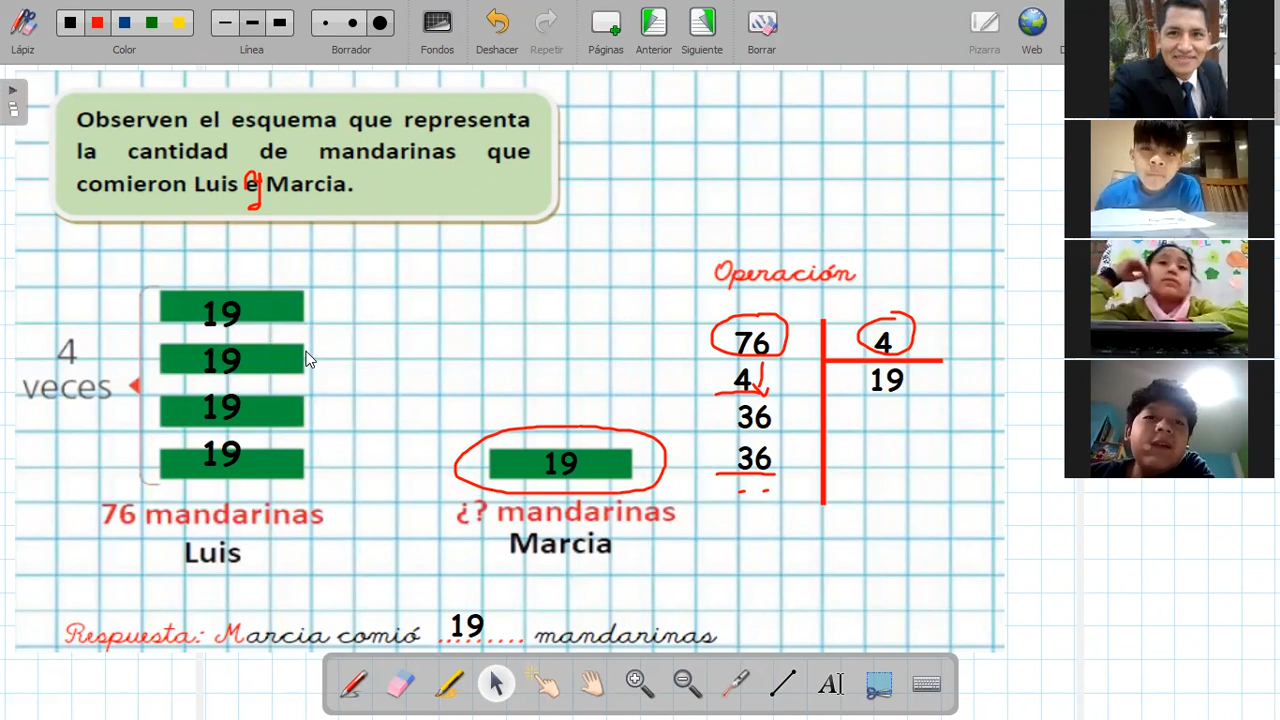 Lápiz
Color
Línea
Borrador
Fondos
Deshacer
Repetir
Páginas
Anterior
Siguiente
Borrar
Pizarra
Web
Observen el esquema que representa
la cantidad de mandarinas que
comieron Luis y Marcia.
Operación
76 4
4 19
36
36
4
veces
19
19
19
19
76 mandarinas
Luis
19
¿? mandarinas
Marcia
Respuesta: Marcia comió 19 mandarinas